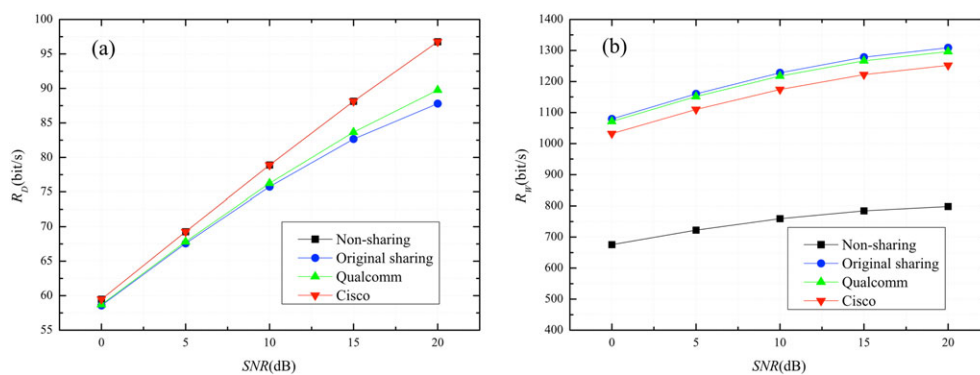 (a)
100
95
90
85
80
75
70
65
60
55
R_D(bit/s)
Non-sharing
Original sharing
Qualcomm
Cisco
0 5 10 15 20
SNR(dB)
(b)
1400
1300
1200
1100
1000
900
800
700
600
500
400
R_W(bit/s)
Non-sharing
Original sharing
Qualcomm
Cisco
0 5 10 15 20
SNR(dB)